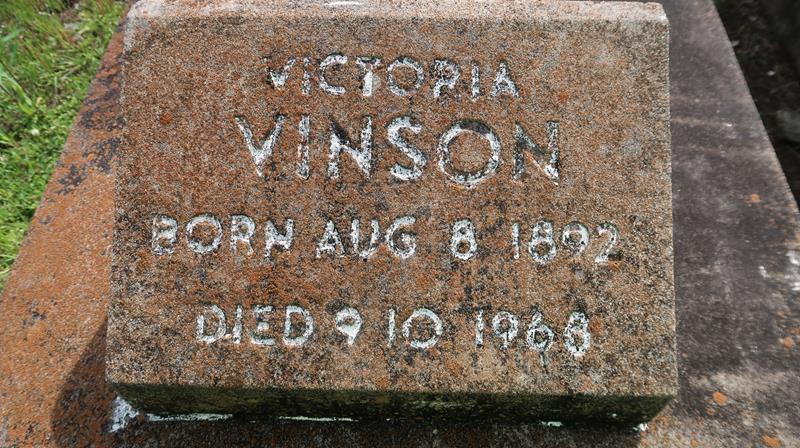 VICTORIA
VINSON
BORN AUG 8 1892
DIED 9 10 1968